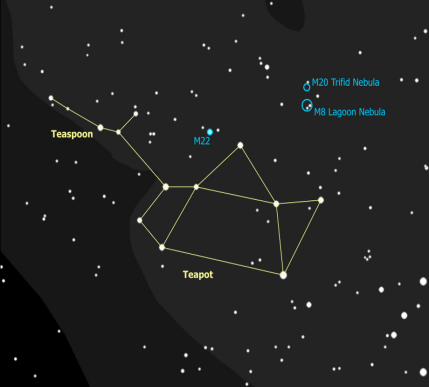 M20 Trifid Nebula
M8 Lagoon Nebula
Teaspoon
M22
Teapot